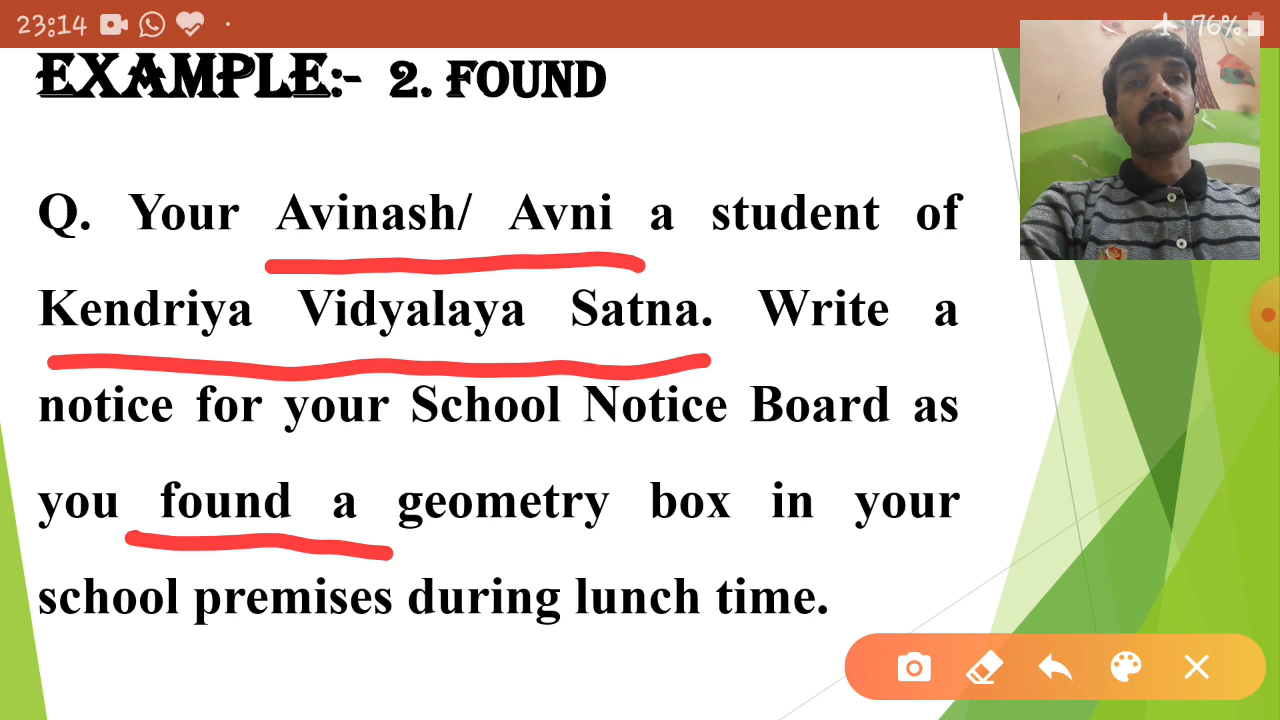 23:14
76%
EXAMPLE:- 2. FOUND
Q. Your Avinash/ Avni a student of
Kendriya Vidyalaya Satna. Write a
notice for your School Notice Board as
you found a geometry box in your
school premises during lunch time.